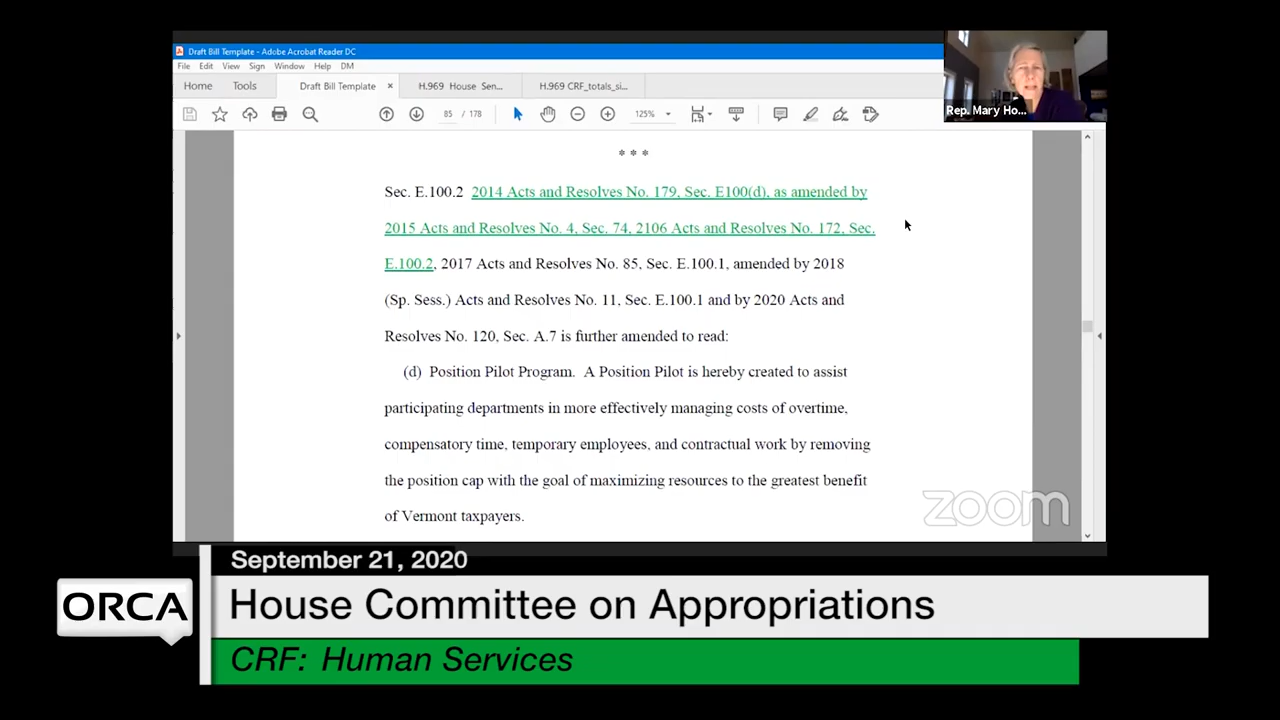 Draft Bill Template - Adobe Acrobat Reader DC
File Edit View Sign Window Help DM
Home Tools Draft Bill Template × H.969 House Sen... H.969 CRF_totals_si...
85 / 178 125%
Rep. Mary Ho...
* * *
Sec. E.100.2 2014 Acts and Resolves No. 179, Sec. E100(d), as amended by
2015 Acts and Resolves No. 4, Sec. 74, 2106 Acts and Resolves No. 172, Sec.
E.100.2, 2017 Acts and Resolves No. 85, Sec. E.100.1, amended by 2018
(Sp. Sess.) Acts and Resolves No. 11, Sec. E.100.1 and by 2020 Acts and
Resolves No. 120, Sec. A.7 is further amended to read:
(d) Position Pilot Program. A Position Pilot is hereby created to assist
participating departments in more effectively managing costs of overtime,
compensatory time, temporary employees, and contractual work by removing
the position cap with the goal of maximizing resources to the greatest benefit
of Vermont taxpayers.
zoom
September 21, 2020
ORCA
House Committee on Appropriations
CRF: Human Services